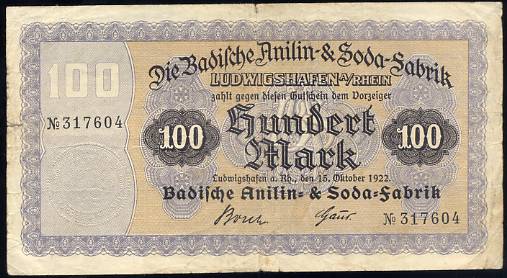 Die Badische Anilin- & Soda-Fabrik
LUDWIGSHAFEN A/RHEIN
zahlt gegen diesen Gutschein dem Vorzeiger
100
№ 317604
Hundert
100
100
Mark
Ludwigshafen a. Rh., den 15. Oktober 1922.
Badische Anilin- & Soda-Fabrik
№ 317604